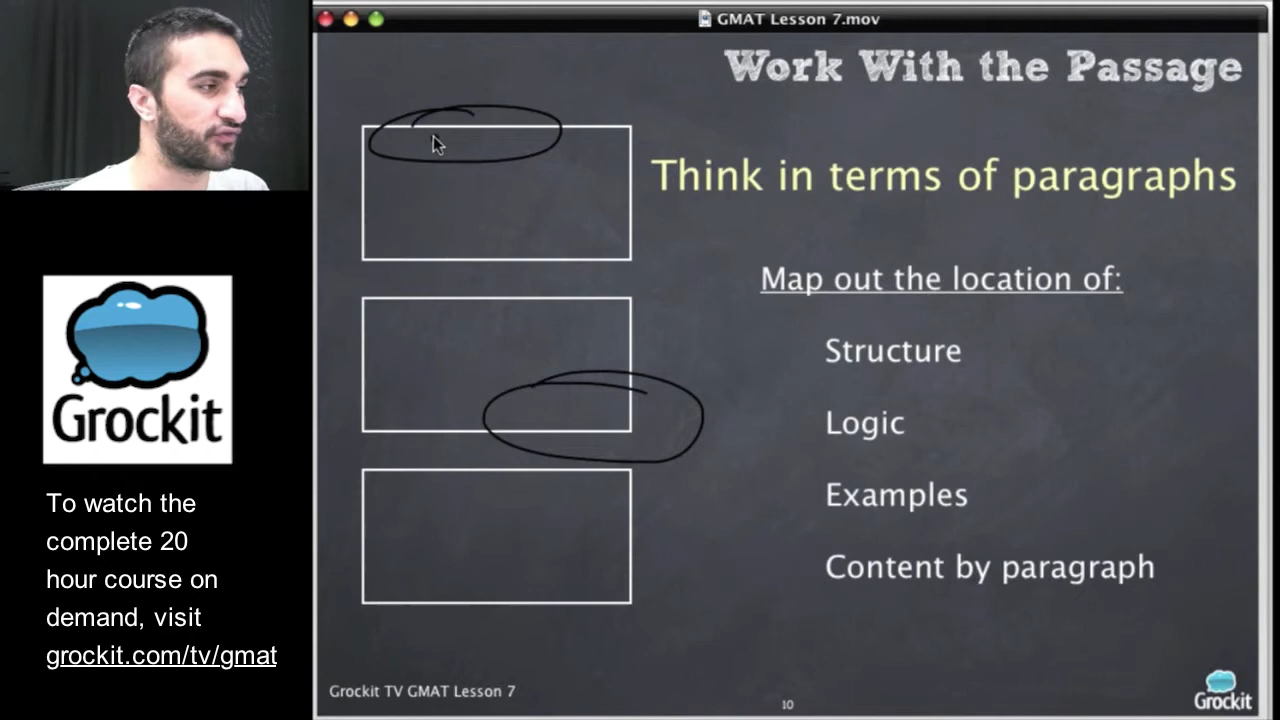 GMAT Lesson 7.mov
Work With the Passage
Think in terms of paragraphs
Map out the location of:
Structure
Logic
Examples
Content by paragraph
Grockit
To watch the
complete 20
hour course on
demand, visit
grockit.com/tv/gmat
Grockit TV GMAT Lesson 7
10
Grockit